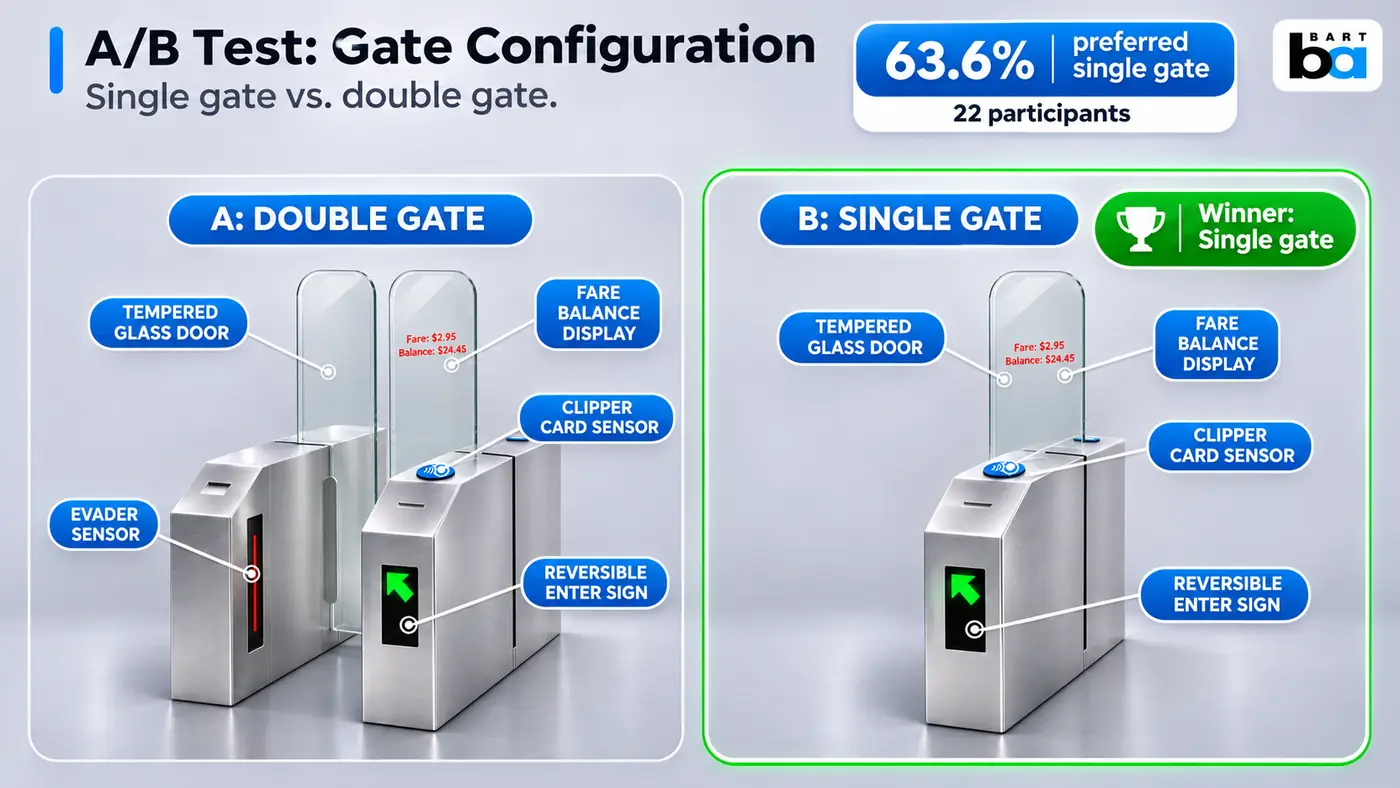 A/B Test: Gate Configuration
Single gate vs. double gate.
63.6%
preferred
single gate
22 participants
BART
ba
A: DOUBLE GATE
TEMPERED
GLASS DOOR
FARE
BALANCE
DISPLAY
Fare: $2.95
Balance: $24.45
CLIPPER
CARD SENSOR
EVADER
SENSOR
REVERSIBLE
ENTER SIGN
B: SINGLE GATE
Winner:
Single gate
TEMPERED
GLASS DOOR
FARE
BALANCE
DISPLAY
Fare: $2.95
Balance: $24.45
CLIPPER
CARD SENSOR
REVERSIBLE
ENTER SIGN